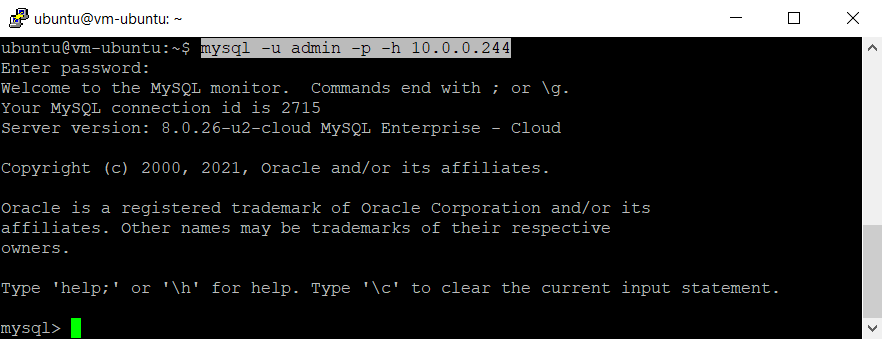 ubuntu@vm-ubuntu: ~
ubuntu@vm-ubuntu:~$ mysql -u admin -p -h 10.0.0.244
Enter password:
Welcome to the MySQL monitor.  Commands end with ; or \g.
Your MySQL connection id is 2715
Server version: 8.0.26-u2-cloud MySQL Enterprise - Cloud
Copyright (c) 2000, 2021, Oracle and/or its affiliates.
Oracle is a registered trademark of Oracle Corporation and/or its
affiliates. Other names may be trademarks of their respective
owners.
Type 'help;' or '\h' for help. Type '\c' to clear the current input statement.
mysql>